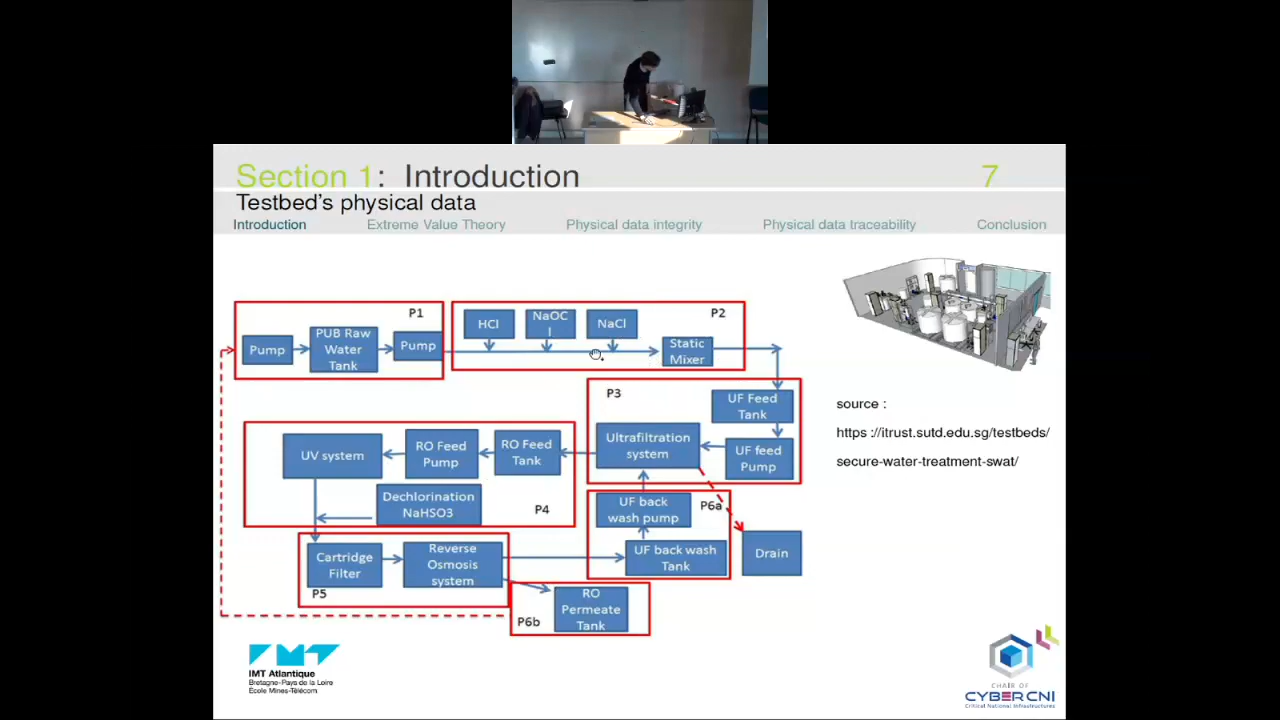 Section 1: Introduction 7
Testbed's physical data
Introduction Extreme Value Theory Physical data integrity Physical data traceability Conclusion
P1
Pump
PUB Raw
Water
Tank
Pump
P2
HCl
NaOC
l
NaCl
Static
Mixer
P3
UF Feed
Tank
Ultrafiltration
system
UF feed
Pump
source :
https ://itrust.sutd.edu.sg/testbeds/
secure-water-treatment-swat/
UV system
RO Feed
Pump
RO Feed
Tank
Dechlorination
NaHSO3
P4
UF back
wash pump
P6a
UF back wash
Tank
Drain
Cartridge
Filter
Reverse
Osmosis
system
P5
RO
Permeate
Tank
P6b
IMT Atlantique
Bretagne-Pays de la Loire
École Mines-Télécom
CHAIR OF
CYBERCNI
Critical National Infrastructures